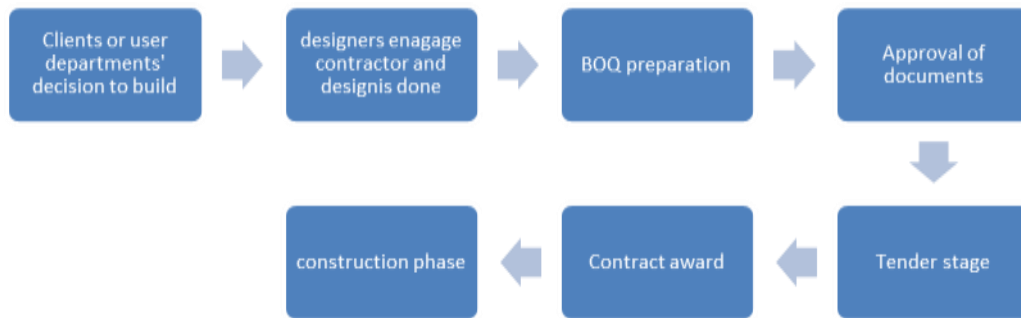 Clients or user
departments'
decision to build
designers enagage
contractor and
designis done
BOQ preparation
Approval of
documents
Tender stage
Contract award
construction phase